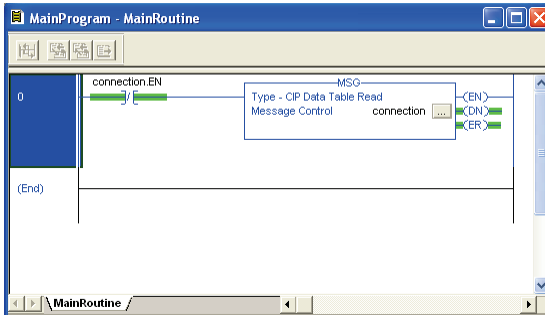 MainProgram - MainRoutine
0
connection.EN
MSG
Type - CIP Data Table Read
Message Control connection ...
(EN)
(DN)
(ER)
(End)
MainRoutine